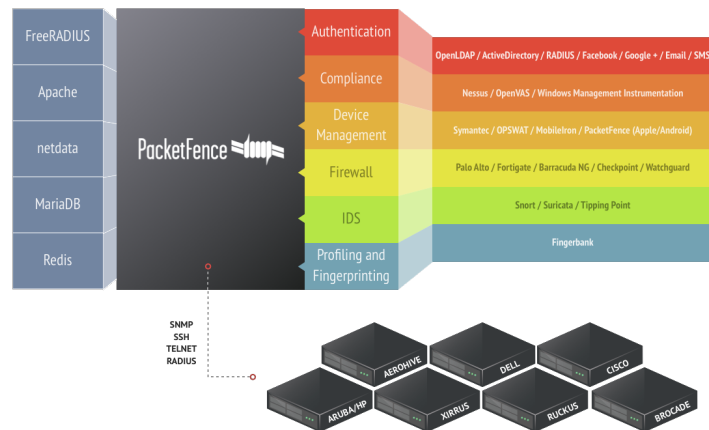 FreeRADIUS
Apache
netdata
MariaDB
Redis
PacketFence
Authentication
Compliance
Device
Management
Firewall
IDS
Profiling and
Fingerprinting
OpenLDAP / ActiveDirectory / RADIUS / Facebook / Google + / Email / SMS
Nessus / OpenVAS / Windows Management Instrumentation
Symantec / OPSWAT / MobileIron / PacketFence (Apple/Android)
Palo Alto / Fortigate / Barracuda NG / Checkpoint / Watchguard
Snort / Suricata / Tipping Point
Fingerbank
SNMP
SSH
TELNET
RADIUS
AEROHIVE
DELL
CISCO
ARUBA/HP
XIRRUS
RUCKUS
BROCADE